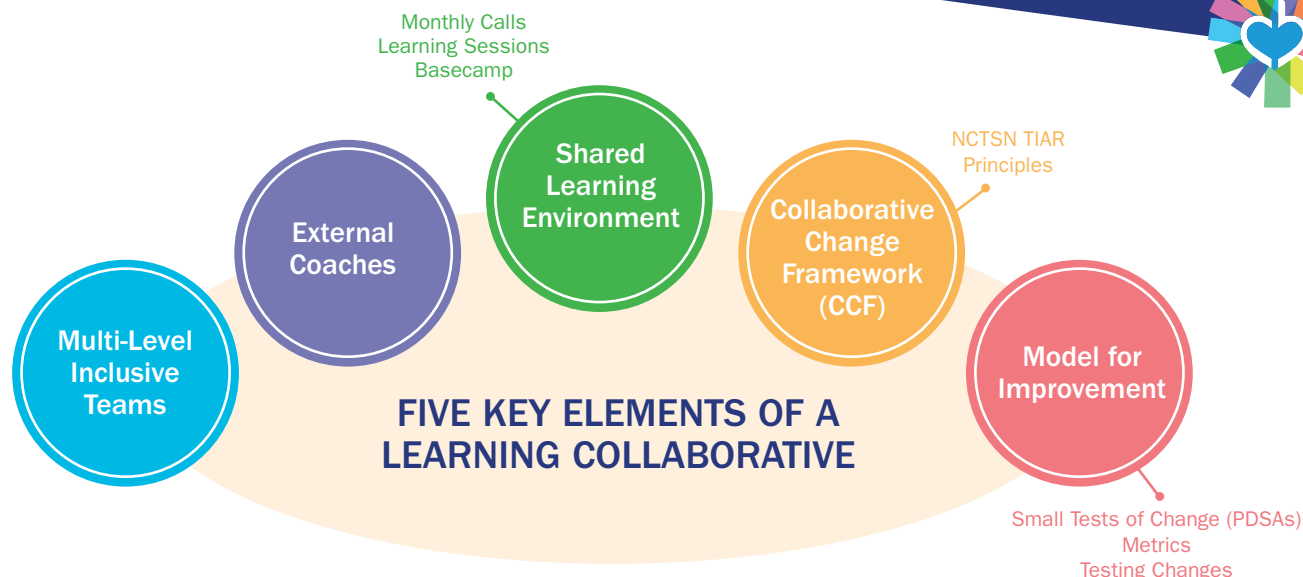 Monthly Calls
Learning Sessions
Basecamp
Shared
Learning
Environment
NCTSN TIAR
Principles
External
Coaches
Collaborative
Change
Framework
(CCF)
Multi-Level
Inclusive
Teams
Model for
Improvement
FIVE KEY ELEMENTS OF A
LEARNING COLLABORATIVE
Small Tests of Change (PDSAs)
Metrics
Testing Changes